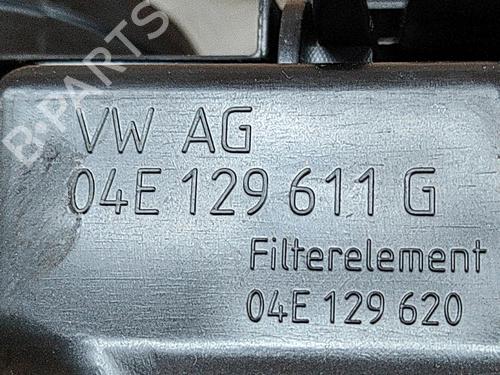 B-PARTS
VW AG
04E 129 611 G
Filterelement
04E 129 620